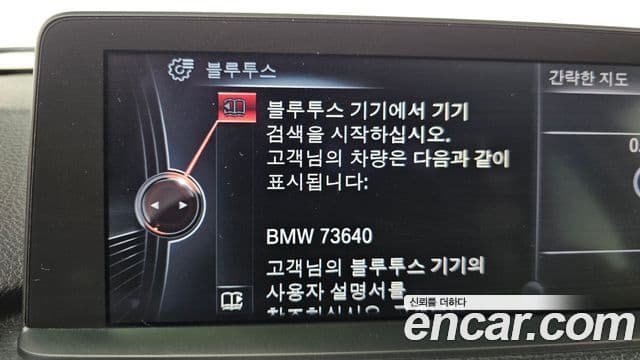 블루투스
간략한 지도
블루투스 기기에서 기기
검색을 시작하십시오.
고객님의 차량은 다음과 같이
표시됩니다:
0.
BMW 73640
고객님의 블루투스 기기의
사용자 설명서를
신뢰를 더하다
encar.com